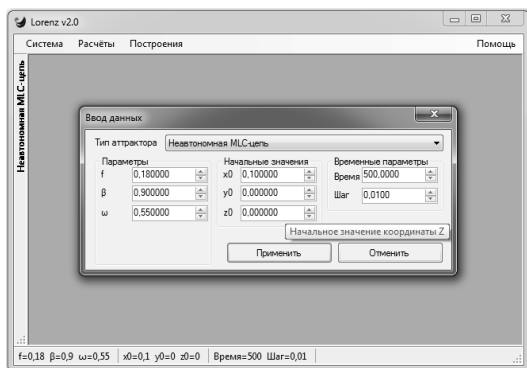 Lorenz v2.0
Система Расчёты Построения Помощь
Неавтономная MLC-цепь
Ввод данных
Тип аттрактора Неавтономная MLC-цепь
Параметры Начальные значения Временные параметры
f 0,180000 x0 0,100000 Время 500,0000
β 0,900000 y0 0,000000 Шаг 0,0100
ω 0,550000 z0 0,000000
Начальное значение координаты Z
Применить Отменить
f=0,18 β=0,9 ω=0,55 x0=0,1 y0=0 z0=0 Время=500 Шаг=0,01